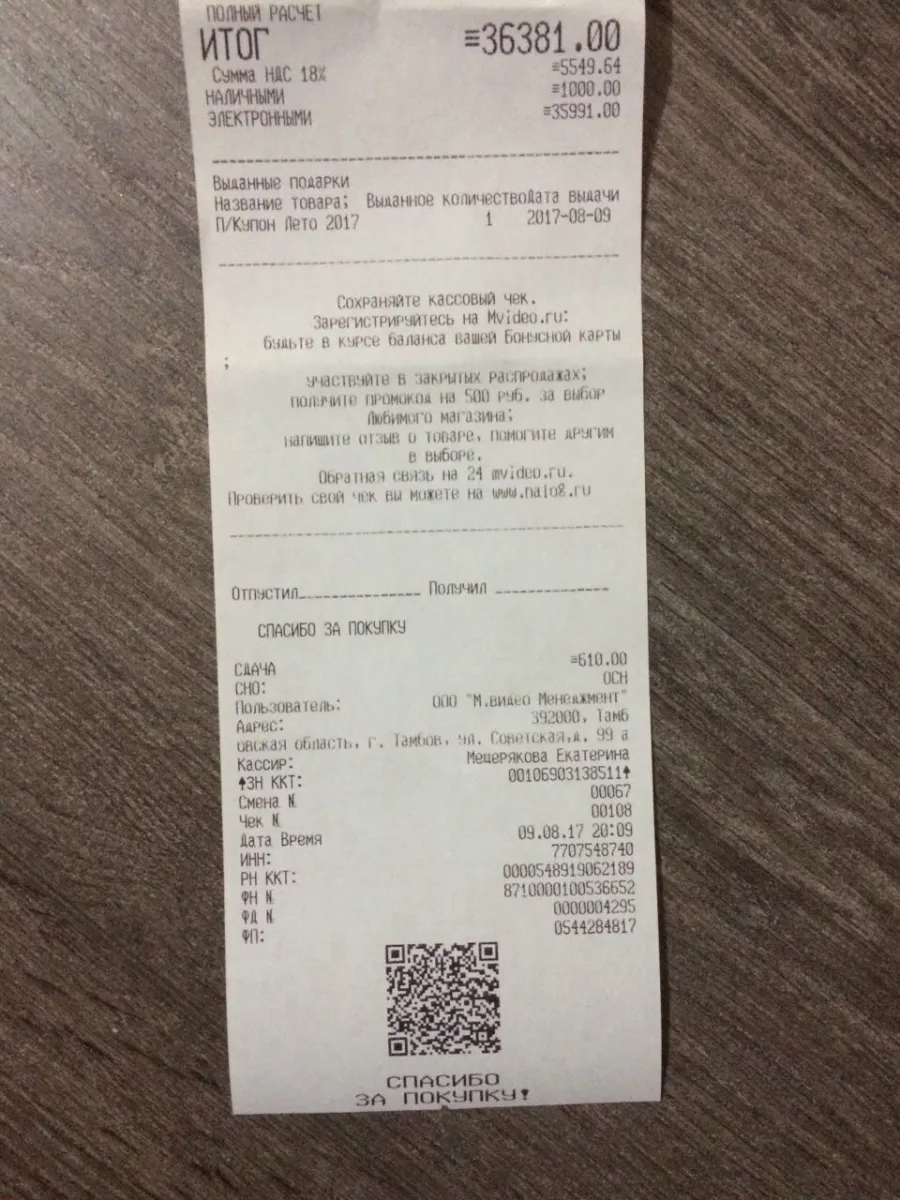 ПОЛНЫЙ РАСЧЕТ
ИТОГ ≡36381.00
Сумма НДС 18% ≡5549.64
НАЛИЧНЫМИ ≡1000.00
ЭЛЕКТРОННЫМИ ≡35991.00
Выданные подарки
Название товара; Выданное количествоДата выдачи
П/Купон Лето 2017 1 2017-08-09
Сохраняйте кассовый чек.
Зарегистрируйтесь на Mvideo.ru:
будьте в курсе баланса вашей Бонусной карты
;
участвуйте в закрытых распродажах;
получите промокод на 500 руб. за выбор
Любимого магазина;
напишите отзыв о товаре, помогите другим
в выборе.
Обратная связь на 24 mvideo.ru.
Проверить свой чек вы можете на www.nalog.ru
Отпустил______________ Получил ______________
СПАСИБО ЗА ПОКУПКУ
СДАЧА ≡610.00
СНО: ОСН
Пользователь: ООО "М.видео Менеджмент"
Адрес: 392000, Тамб
овская область, г. Тамбов, ул. Советская,д. 99 а
Кассир: Мещерякова Екатерина
↑ЗН ККТ: 00106903138511↑
Смена № 00067
Чек № 00108
Дата Время 09.08.17 20:09
ИНН: 7707548740
РН ККТ: 0000548919062189
ФН № 8710000100536652
ФД № 0000004295
ФП: 0544284817
СПАСИБО
ЗА ПОКУПКУ!